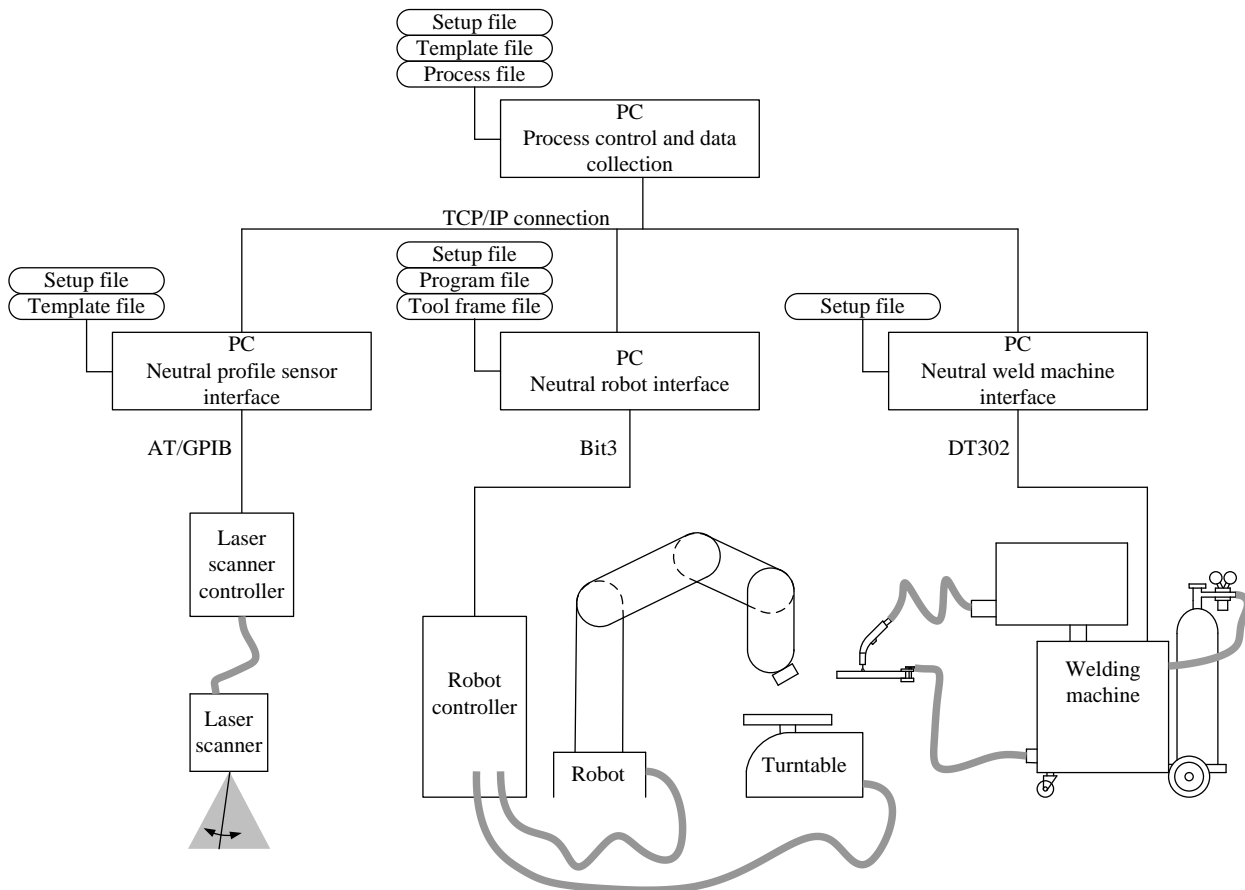 Setup file
Template file
Process file
PC
Process control and data
collection
TCP/IP connection
Setup file
Template file
PC
Neutral profile sensor
interface
Setup file
Program file
Tool frame file
PC
Neutral robot interface
Setup file
PC
Neutral weld machine
interface
AT/GPIB
Bit3
DT302
Laser
scanner
controller
Laser
scanner
Robot
controller
Robot
Turntable
Welding
machine